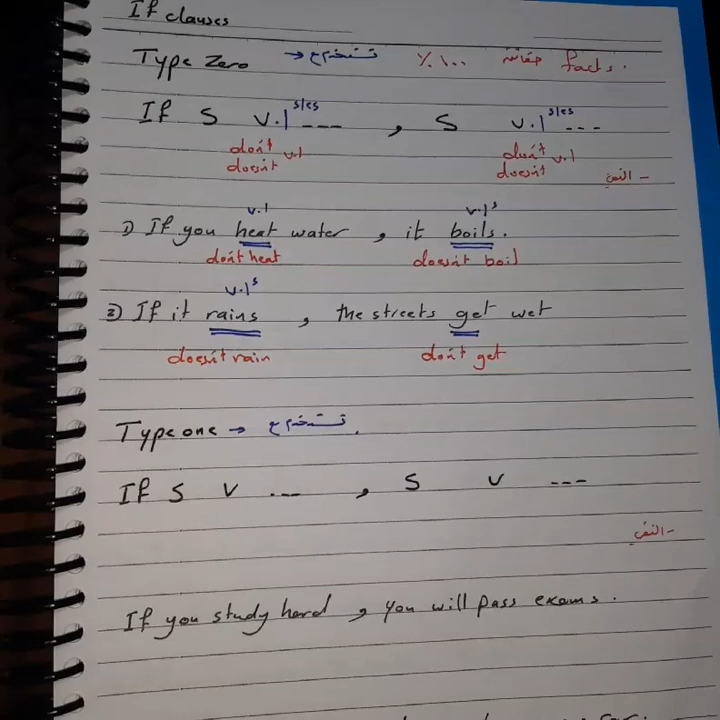 If clauses
Type Zero → تستخدم ١٠٠٪ حقائق facts.
If S v.1 s/es --- , S v.1 s/es ---
don't v.1 don't v.1
doesn't doesn't - النفي
v.1 v.1s
1) If you heat water , it boils.
don't heat doesn't boil
v.1s
2) If it rains , the streets get wet
doesn't rain don't get
Type one → تستخدم.
If S v --- , S v ---
- النفي
If you study hard , you will pass exams.